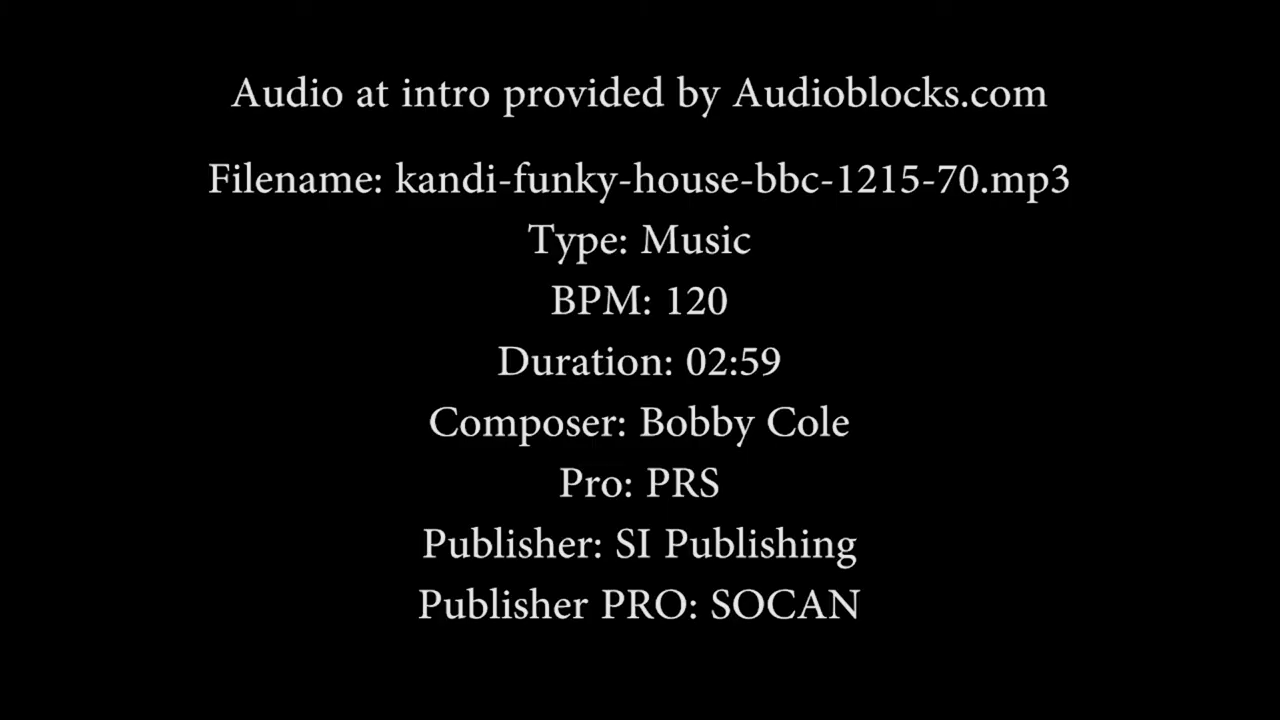 Audio at intro provided by Audioblocks.com
Filename: kandi-funky-house-bbc-1215-70.mp3
Type: Music
BPM: 120
Duration: 02:59
Composer: Bobby Cole
Pro: PRS
Publisher: SI Publishing
Publisher PRO: SOCAN